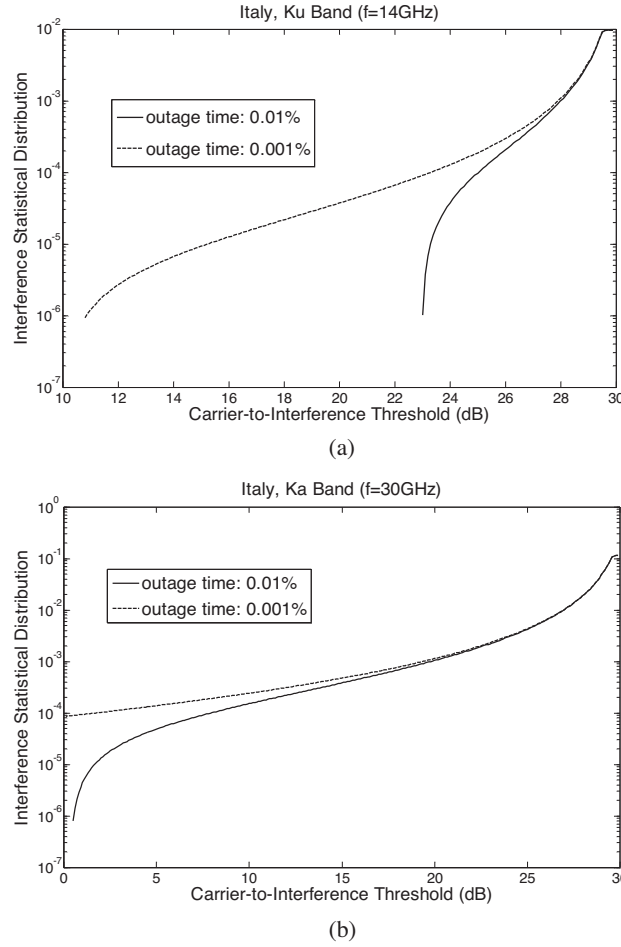 Italy, Ku Band (f=14GHz)
Interference Statistical Distribution
10^-2
10^-3
10^-4
10^-5
10^-6
10^-7
outage time: 0.01%
outage time: 0.001%
10 12 14 16 18 20 22 24 26 28 30
Carrier-to-Interference Threshold (dB)
(a)
Italy, Ka Band (f=30GHz)
Interference Statistical Distribution
10^0
10^-1
10^-2
10^-3
10^-4
10^-5
10^-6
10^-7
outage time: 0.01%
outage time: 0.001%
0 5 10 15 20 25 30
Carrier-to-Interference Threshold (dB)
(b)